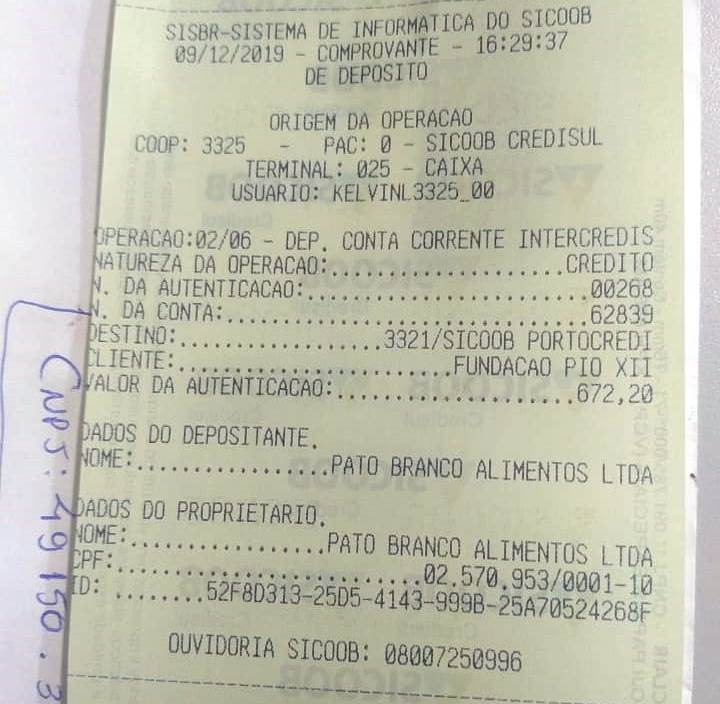 SISBR-SISTEMA DE INFORMATICA DO SICOOB
09/12/2019 - COMPROVANTE - 16:29:37
DE DEPOSITO
ORIGEM DA OPERACAO
COOP: 3325 - PAC: 0 - SICOOB CREDISUL
TERMINAL: 025 - CAIXA
USUARIO: KELVINL3325_00
OPERACAO:02/06 - DEP. CONTA CORRENTE INTERCREDIS
NATUREZA DA OPERACAO:.....................CREDITO
N. DA AUTENTICACAO:.........................00268
N. DA CONTA:................................62839
DESTINO:.................3321/SICOOB PORTOCREDI
CLIENTE:.........................FUNDACAO PIO XII
VALOR DA AUTENTICACAO:.....................672,20
DADOS DO DEPOSITANTE.
NOME:................PATO BRANCO ALIMENTOS LTDA
DADOS DO PROPRIETARIO.
NOME:................PATO BRANCO ALIMENTOS LTDA
CPF:...........................02.570.953/0001-10
ID: ........52F8D313-25D5-4143-999B-25A70524268F
OUVIDORIA SICOOB: 08007250996
CNPJ: 49 150. 3